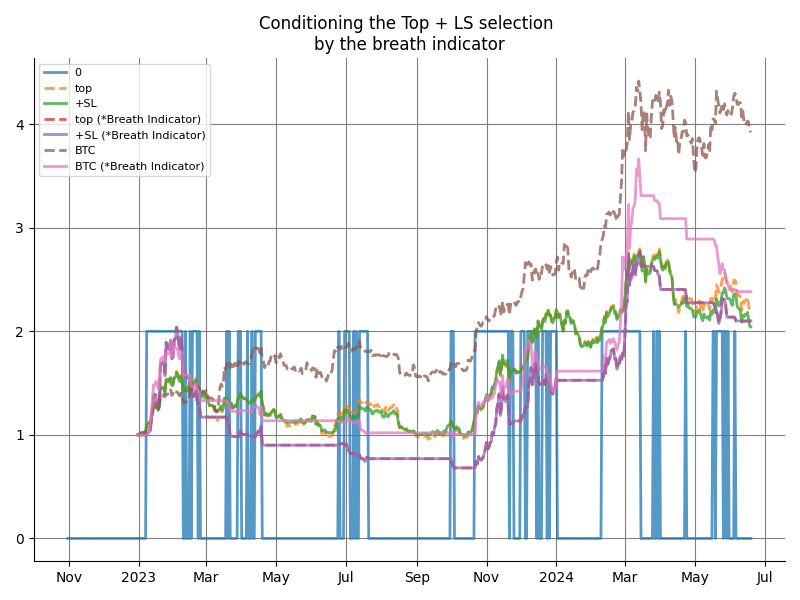 Conditioning the Top + LS selection
by the breath indicator
0
top
+SL
top (*Breath Indicator)
+SL (*Breath Indicator)
BTC
BTC (*Breath Indicator)
4
3
2
1
0
Nov
2023
Mar
May
Jul
Sep
Nov
2024
Mar
May
Jul